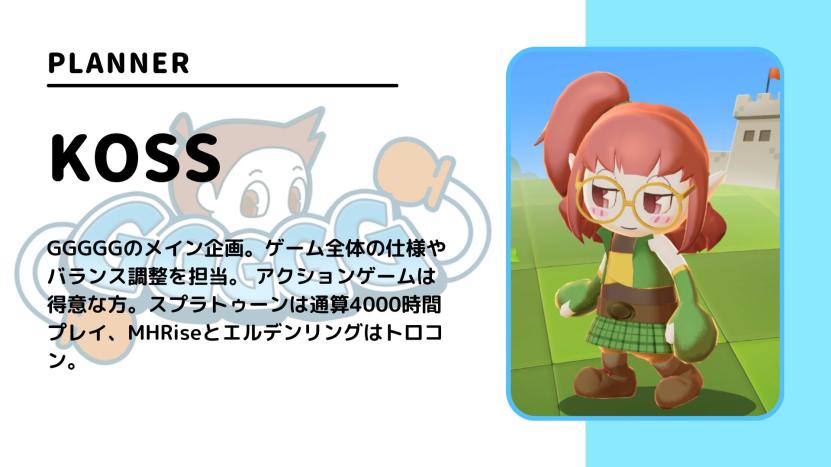 PLANNER
KOSS
GGGGGのメイン企画。ゲーム全体の仕様や
バランス調整を担当。 アクションゲームは
得意な方。スプラトゥーンは通算4000時間
プレイ、MHRiseとエルデンリングはトロコ
ン。
GGGGG